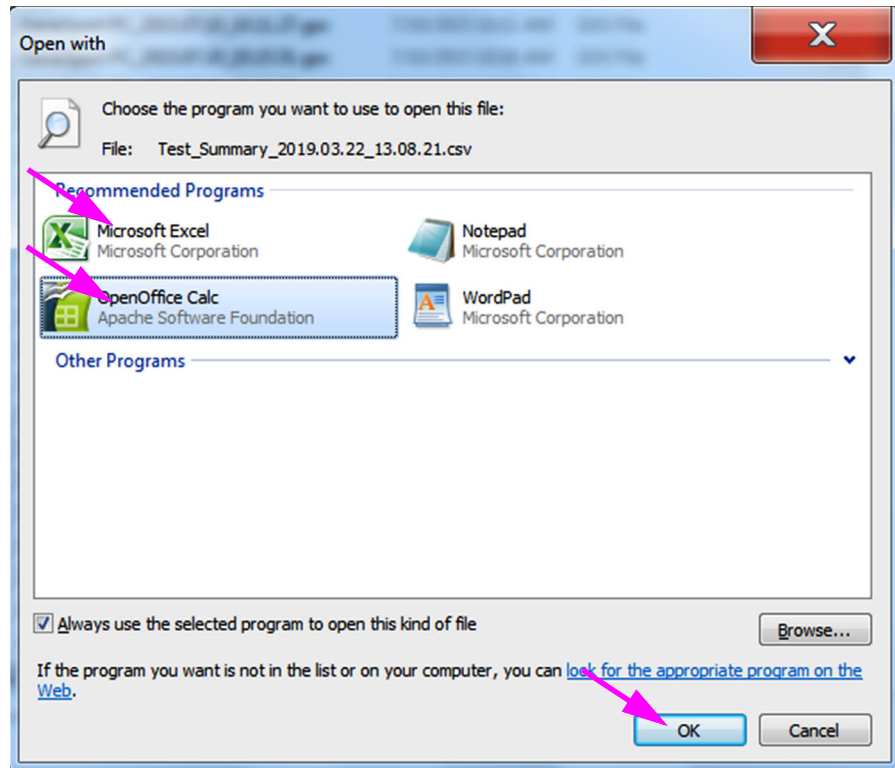 Open with
Choose the program you want to use to open this file:
File: Test_Summary_2019.03.22_13.08.21.csv
Recommended Programs
Microsoft Excel
Microsoft Corporation
Notepad
Microsoft Corporation
OpenOffice Calc
Apache Software Foundation
WordPad
Microsoft Corporation
Other Programs
Always use the selected program to open this kind of file
Browse...
If the program you want is not in the list or on your computer, you can look for the appropriate program on the
Web.
OK
Cancel